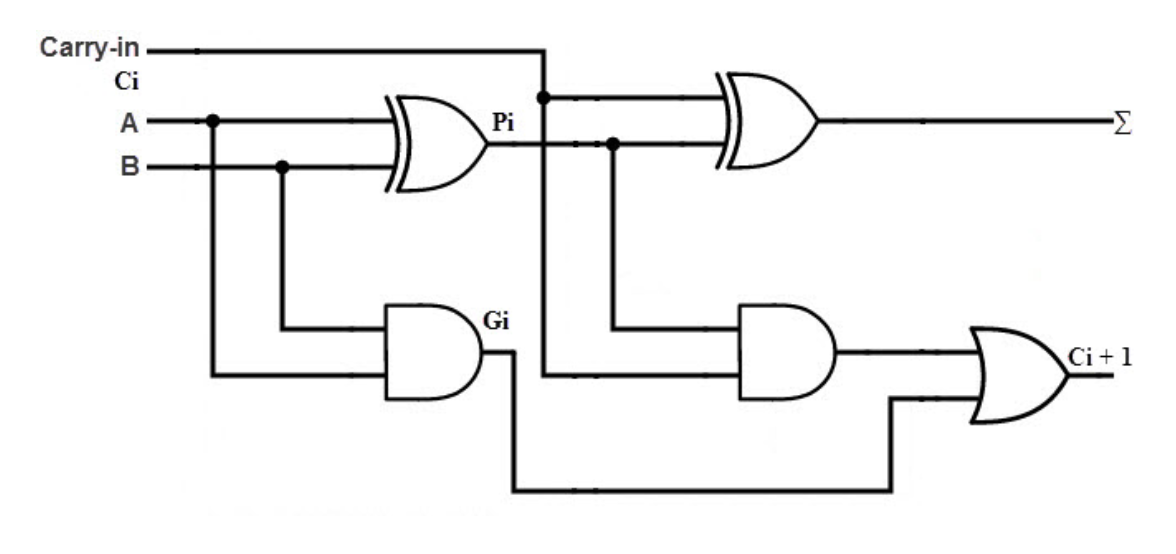 Carry-in
Ci
A
B
Pi
Gi
Σ
Ci + 1